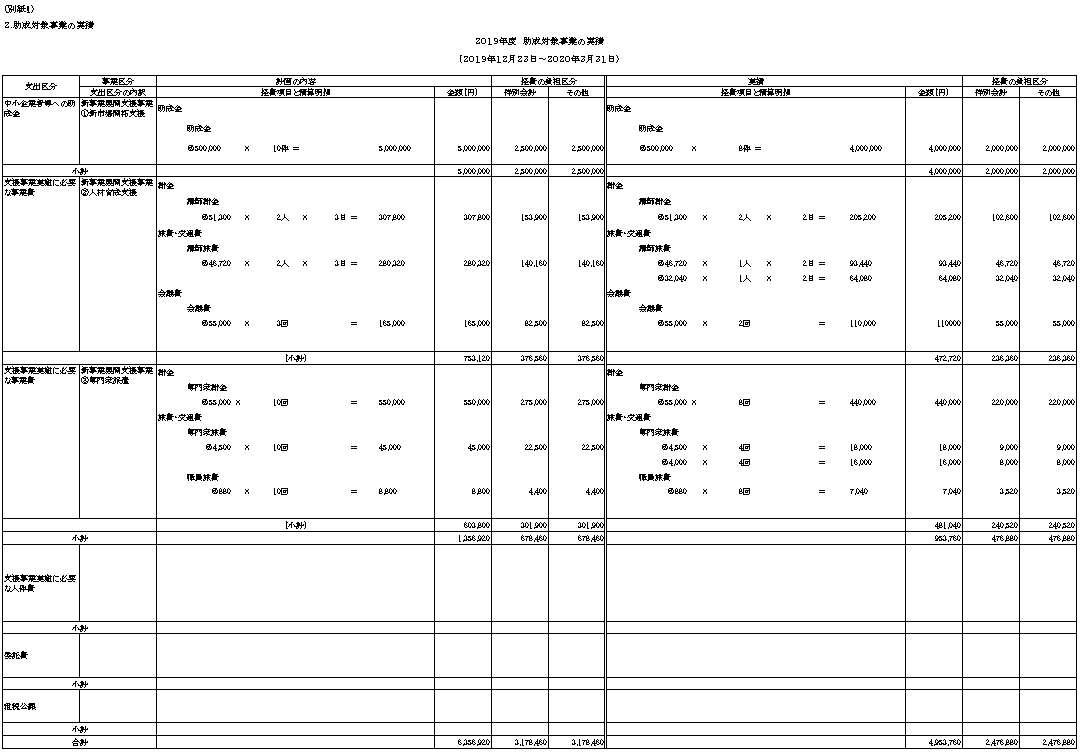 (別紙1)
2.助成対象事業の実績
2019年度 助成対象事業の実績
(2019年12月23日～2020年3月31日)
支出区分 事業区分 計画の内容 経費の負担区分 実績 経費の負担区分
支出区分の内訳 経費項目と積算明細 金額(円) 特別会計 その他 経費項目と積算明細 金額(円) 特別会計 その他
中小企業者等への助 新事業展開支援事業
成金 ①新市場開拓支援 助成金 助成金
助成金 助成金
@500,000 × 10件 = 5,000,000 5,000,000 2,500,000 2,500,000 @500,000 × 8件 = 4,000,000 4,000,000 2,000,000 2,000,000
小計 5,000,000 2,500,000 2,500,000 4,000,000 2,000,000 2,000,000
支援事業実施に必要 新事業展開支援事業 謝金 謝金
な事業費 ②人材育成支援
講師謝金 講師謝金
@51,300 × 2人 × 3日 = 307,800 307,800 153,900 153,900 @51,300 × 2人 × 2日 = 205,200 205,200 102,600 102,600
旅費・交通費 旅費・交通費
講師旅費 講師旅費
@46,720 × 2人 × 3日 = 280,320 280,320 140,160 140,160 @46,720 × 1人 × 2日 = 93,440 93,440 46,720 46,720
@32,040 × 1人 × 2日 = 64,080 64,080 32,040 32,040
会議費 会議費
会議費 会議費
@55,000 × 3回 = 165,000 165,000 82,500 82,500 @55,000 × 2回 = 110,000 110000 55,000 55,000
(小計) 753,120 376,560 376,560 472,720 236,360 236,360
支援事業実施に必要 新事業展開支援事業 謝金 謝金
な事業費 ③専門家派遣
専門家謝金 専門家謝金
@55,000 × 10回 = 550,000 550,000 275,000 275,000 @55,000 × 8回 = 440,000 440,000 220,000 220,000
旅費・交通費 旅費・交通費
専門家旅費 専門家旅費
@4,500 × 10回 = 45,000 45,000 22,500 22,500 @4,500 × 4回 = 18,000 18,000 9,000 9,000
@4,000 × 4回 = 16,000 16,000 8,000 8,000
職員旅費 職員旅費
@880 × 10回 = 8,800 8,800 4,400 4,400 @880 × 8回 = 7,040 7,040 3,520 3,520
(小計) 603,800 301,900 301,900 481,040 240,520 240,520
小計 1,356,920 678,460 678,460 953,760 476,880 476,880
支援事業実施に必要
な人件費
小計
委託費
小計
租税公課
小計
合計 6,356,920 3,178,460 3,178,460 4,953,760 2,476,880 2,476,880